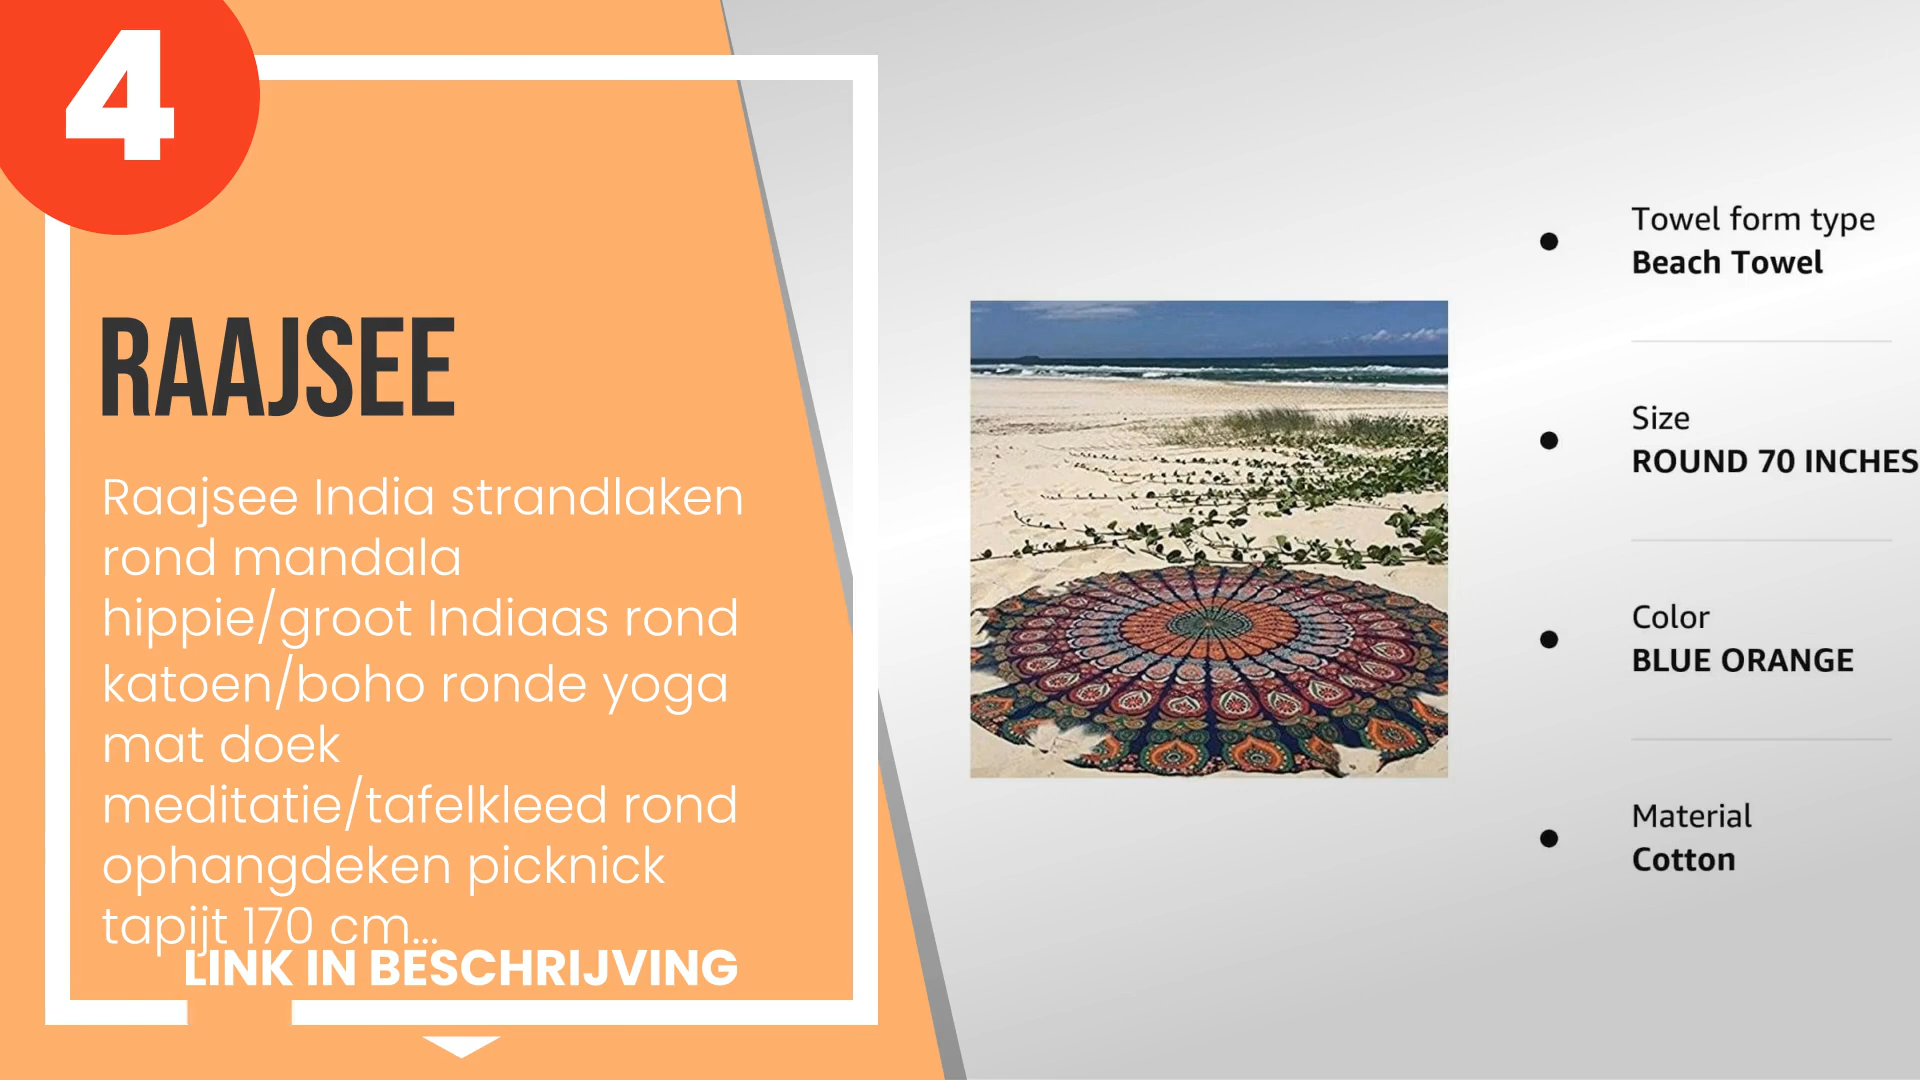 4
RAAJSEE
Raajsee India strandlaken
rond mandala
hippie/groot Indiaas rond
katoen/boho ronde yoga
mat doek
meditatie/tafelkleed rond
ophangdeken picknick
tapijt 170 cm...
LINK IN BESCHRIJVING
Towel form type
Beach Towel
Size
ROUND 70 INCHES
Color
BLUE ORANGE
Material
Cotton